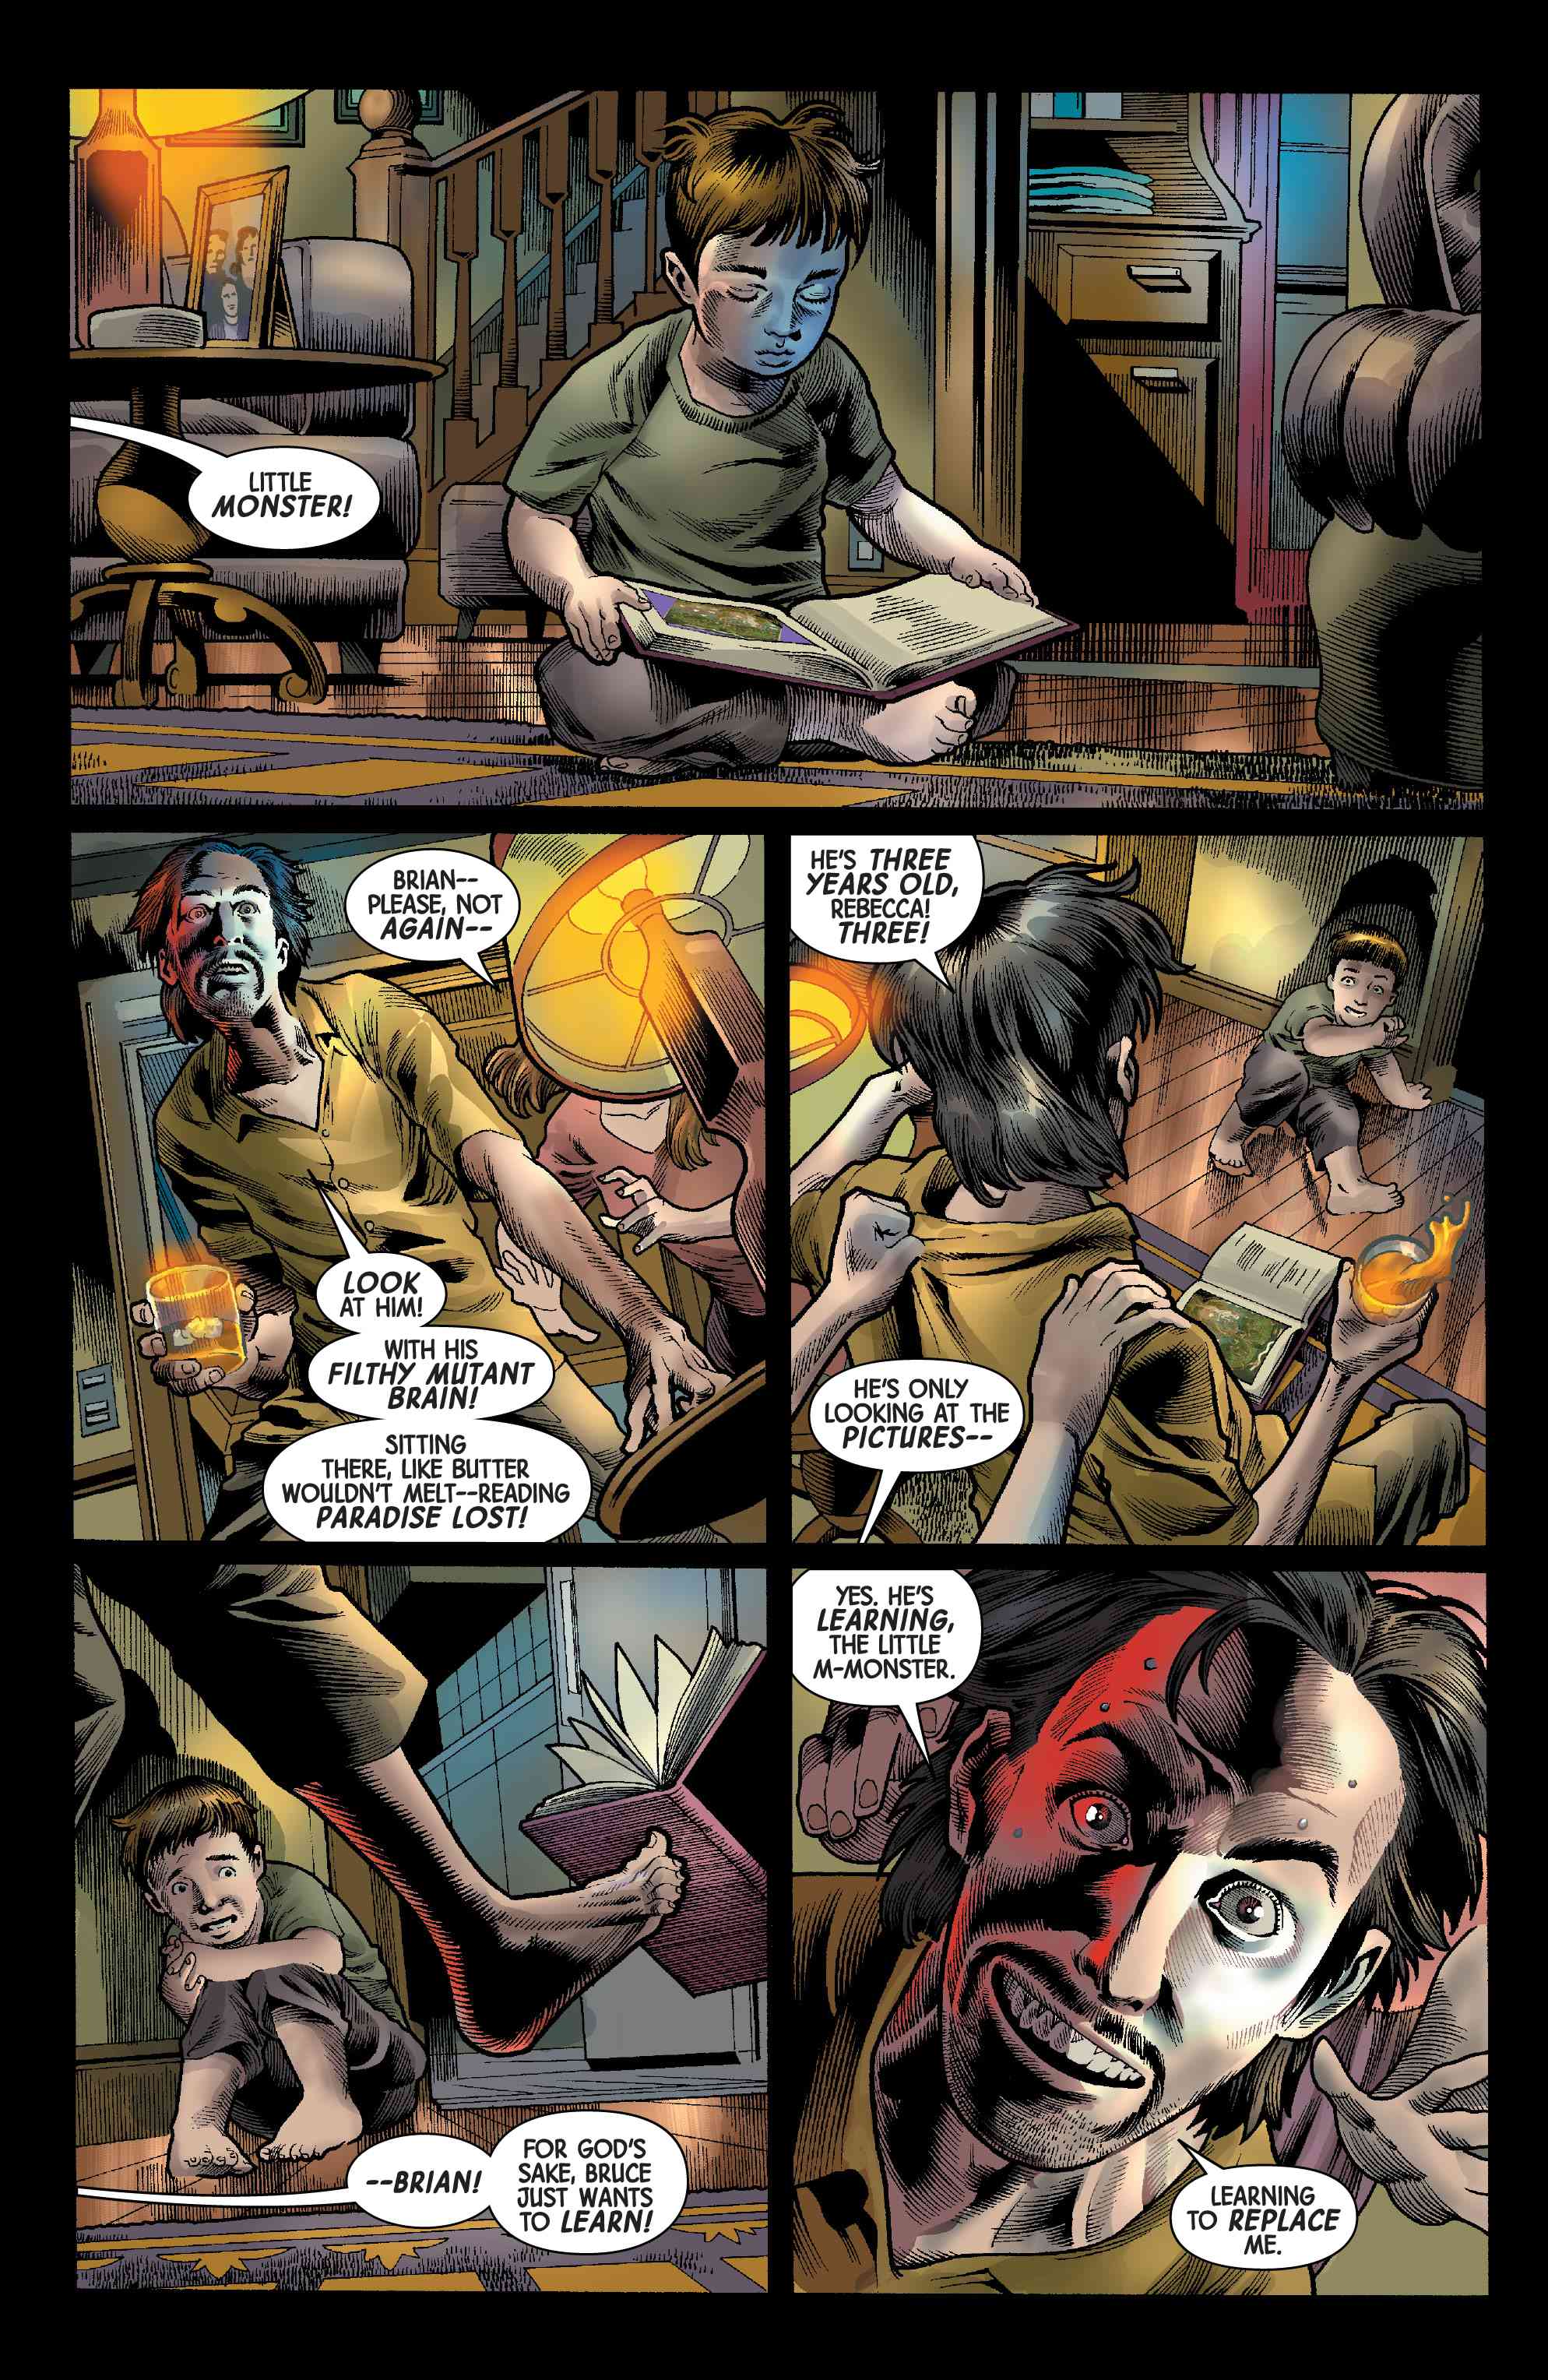 LITTLE
MONSTER!
BRIAN--
PLEASE, NOT
AGAIN--
LOOK
AT HIM!
WITH HIS
FILTHY MUTANT
BRAIN!
SITTING
THERE, LIKE BUTTER
WOULDN'T MELT--READING
PARADISE LOST!
HE'S THREE
YEARS OLD,
REBECCA!
THREE!
HE'S ONLY
LOOKING AT THE
PICTURES--
--BRIAN!
FOR GOD'S
SAKE, BRUCE
JUST WANTS
TO LEARN!
YES. HE'S
LEARNING,
THE LITTLE
M-MONSTER.
LEARNING
TO REPLACE
ME.